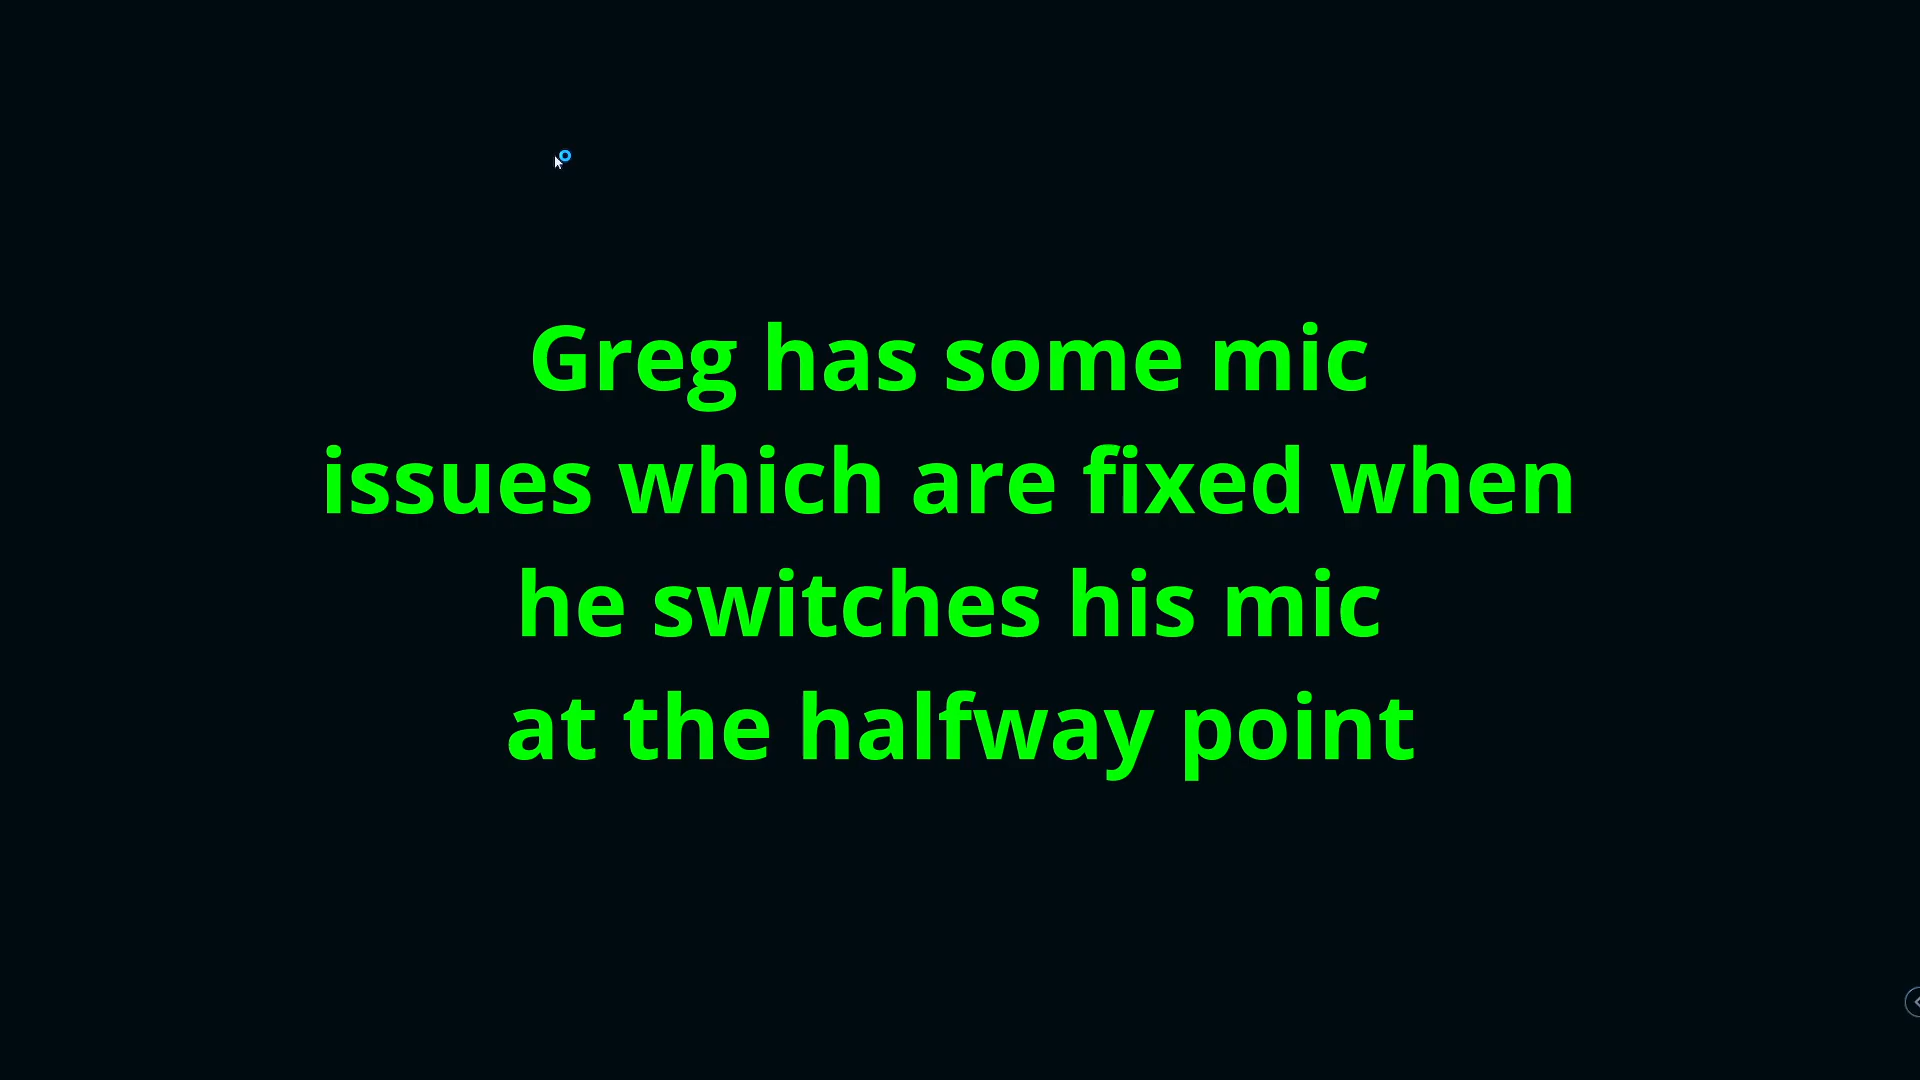 Greg has some mic
issues which are fixed when
he switches his mic
at the halfway point